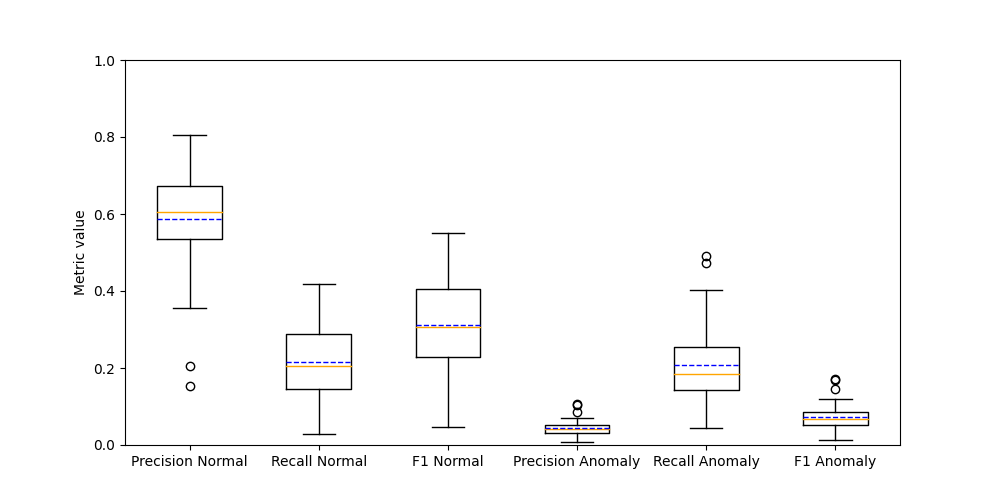 1.0
0.8
0.6
0.4
0.2
0.0
Metric value
Precision Normal
Recall Normal
F1 Normal
Precision Anomaly
Recall Anomaly
F1 Anomaly